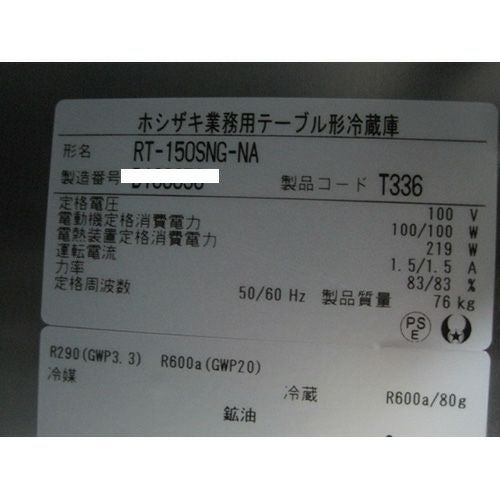 ホシザキ業務用テーブル形冷蔵庫
形名 RT-150SNG-NA
製造番号
製品コード T336
定格電圧 100 V
電動機定格消費電力 100/100 W
電熱装置定格消費電力 219 W
運転電流 1.5/1.5 A
力率 83/83 %
定格周波数 50/60 Hz 製品質量 76 kg
PS
E
R290(GWP3.3) R600a(GWP20)
冷媒 冷蔵 R600a/80g
鉱油